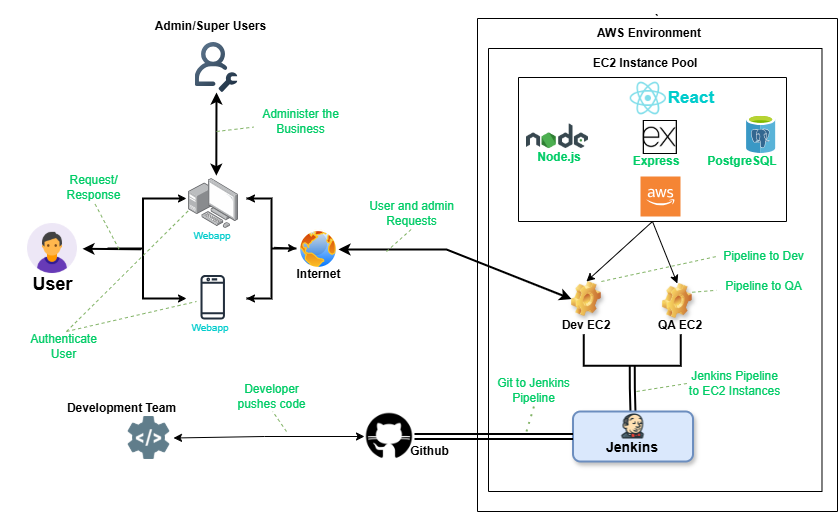 Admin/Super Users
Administer the
Business
Request/
Response
Webapp
User
Webapp
Authenticate
User
User and admin
Requests
Internet
AWS Environment
EC2 Instance Pool
React
node
Node.js
ex
Express
PostgreSQL
aws
Pipeline to Dev
Pipeline to QA
Dev EC2
QA EC2
Jenkins Pipeline
to EC2 Instances
Git to Jenkins
Pipeline
Developer
pushes code
Development Team
</>
Github
Jenkins